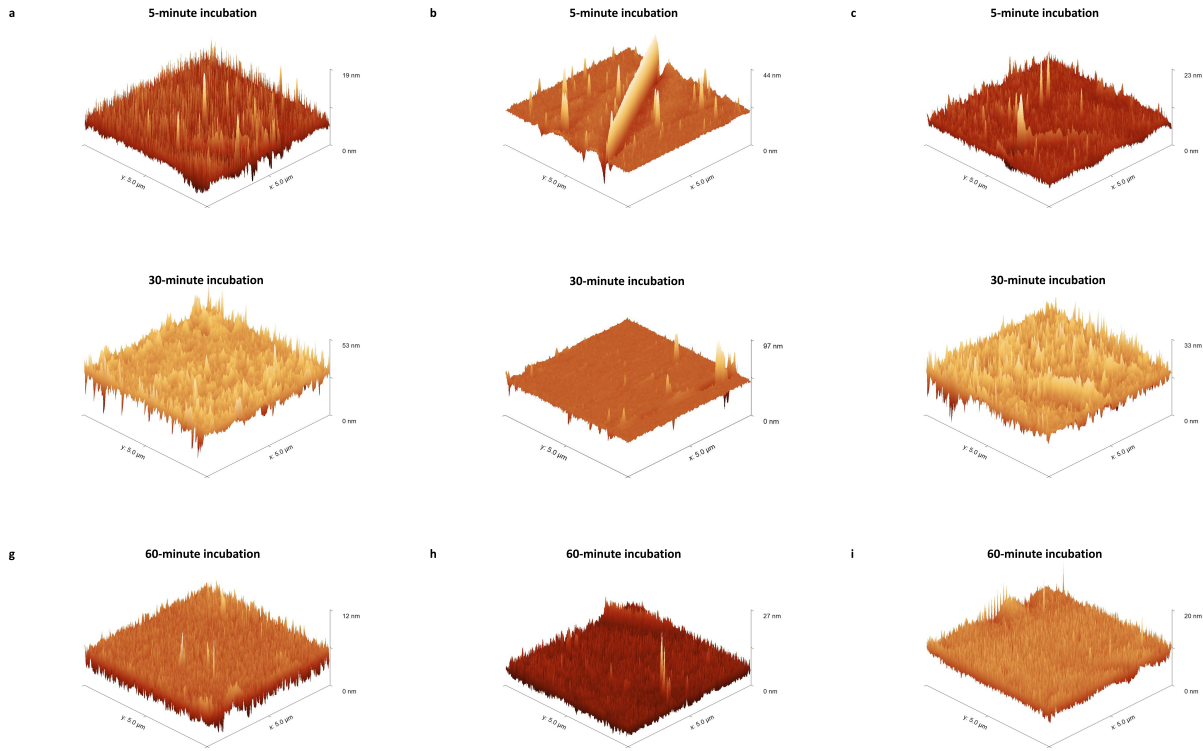 a
5-minute incubation
19 nm
0 nm
y: 5.0 µm
x: 5.0 µm
b
5-minute incubation
44 nm
0 nm
y: 5.0 µm
x: 5.0 µm
c
5-minute incubation
23 nm
0 nm
y: 5.0 µm
x: 5.0 µm
30-minute incubation
53 nm
0 nm
y: 5.0 µm
x: 5.0 µm
30-minute incubation
97 nm
0 nm
y: 5.0 µm
x: 5.0 µm
30-minute incubation
33 nm
0 nm
y: 5.0 µm
x: 5.0 µm
g
60-minute incubation
12 nm
0 nm
y: 5.0 µm
x: 5.0 µm
h
60-minute incubation
27 nm
0 nm
y: 5.0 µm
x: 5.0 µm
i
60-minute incubation
20 nm
0 nm
y: 5.0 µm
x: 5.0 µm